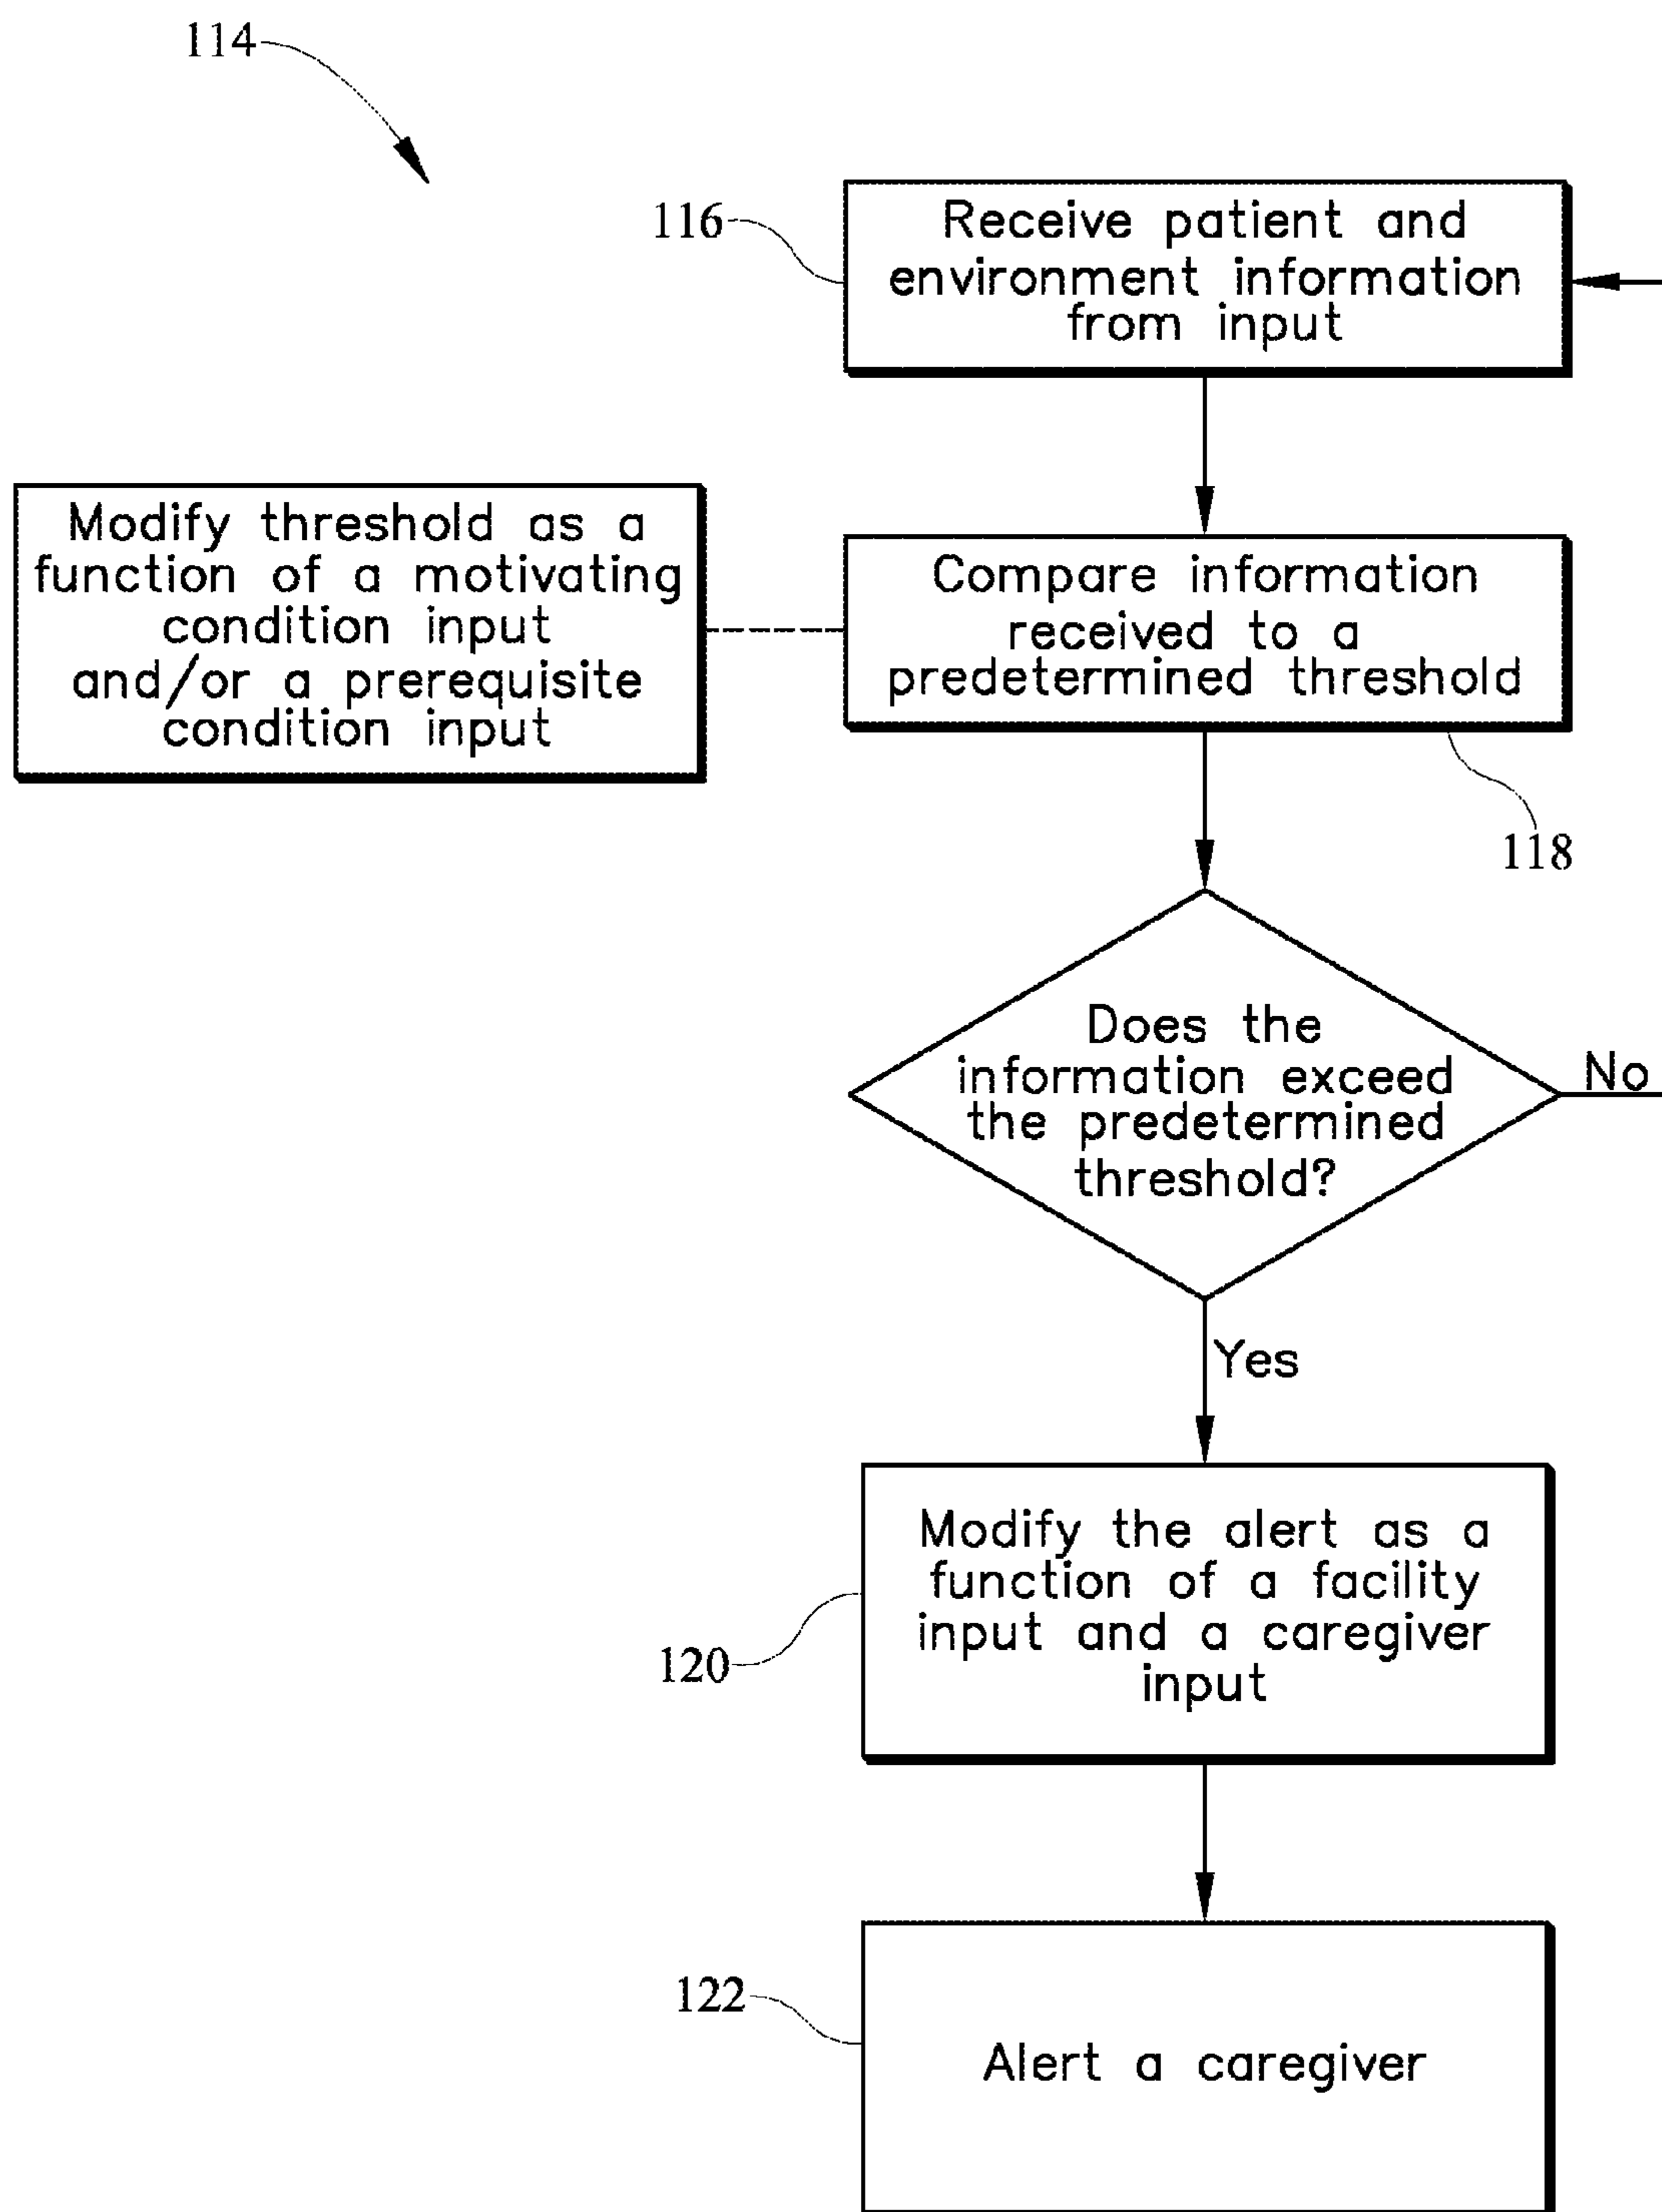 114
116
Receive patient and
environment information
from input
Modify threshold as a
function of a motivating
condition input
and/or a prerequisite
condition input
Compare information
received to a
predetermined threshold
118
Does the
information exceed
the predetermined
threshold?
No
Yes
Modify the alert as a
function of a facility
input and a caregiver
input
120
122
Alert a caregiver